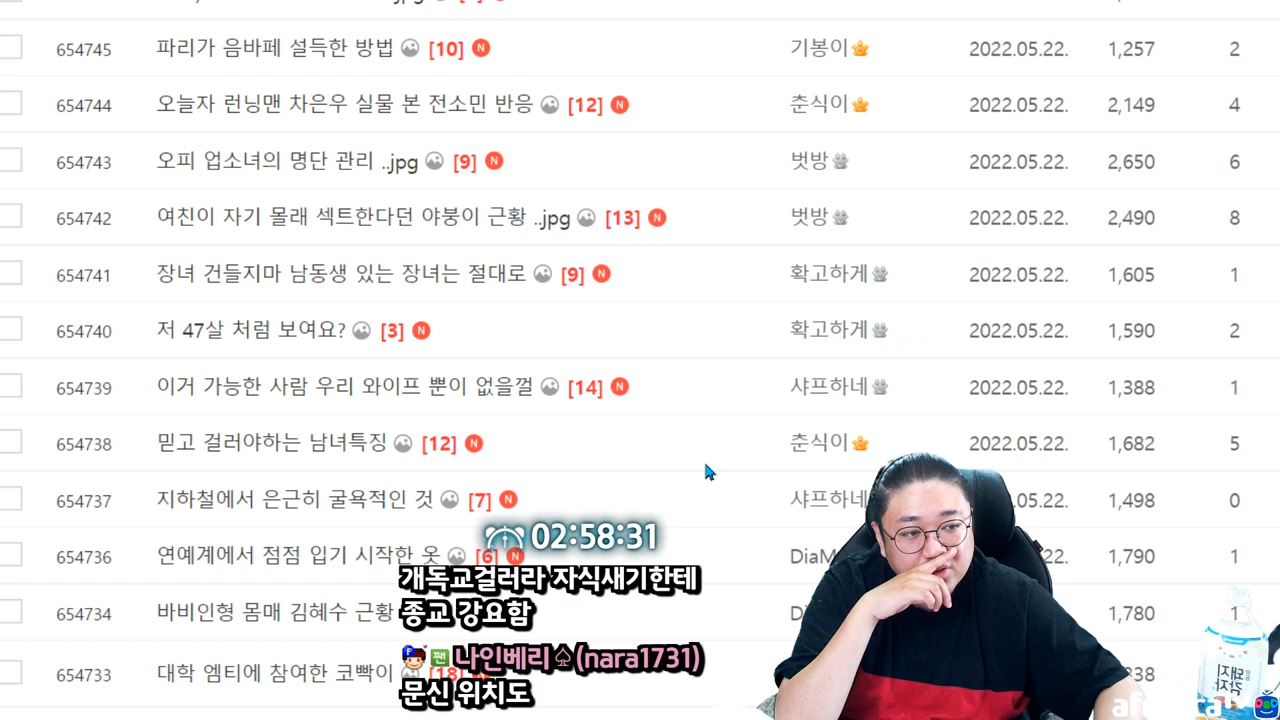 654745 파리가 음바페 설득한 방법 [10] N 기봉이 2022.05.22. 1,257 2
654744 오늘자 런닝맨 차은우 실물 본 전소민 반응 [12] N 춘식이 2022.05.22. 2,149 4
654743 오피 업소녀의 명단 관리 ..jpg [9] N 벗방 2022.05.22. 2,650 6
654742 여친이 자기 몰래 섹트한다던 야붕이 근황 ..jpg [13] N 벗방 2022.05.22. 2,490 8
654741 장녀 건들지마 남동생 있는 장녀는 절대로 [9] N 확고하게 2022.05.22. 1,605 1
654740 저 47살 처럼 보여요? [3] N 확고하게 2022.05.22. 1,590 2
654739 이거 가능한 사람 우리 와이프 뿐이 없을껄 [14] N 샤프하네 2022.05.22. 1,388 1
654738 믿고 걸러야하는 남녀특징 [12] N 춘식이 2022.05.22. 1,682 5
654737 지하철에서 은근히 굴욕적인 것 [7] N 샤프하네 05.22. 1,498 0
02:58:31
654736 연예계에서 점점 입기 시작한 옷 [6] N 05.22. 1,790 1
개독교걸러라 자식새기한테
654734 바비인형 몸매 김혜수 근황 05.22. 1,780 1
종교 강요함
팬 나인베리♤(nara1731)
654733 대학 엠티에 참여한 코빡이 [18]
문신 위치도